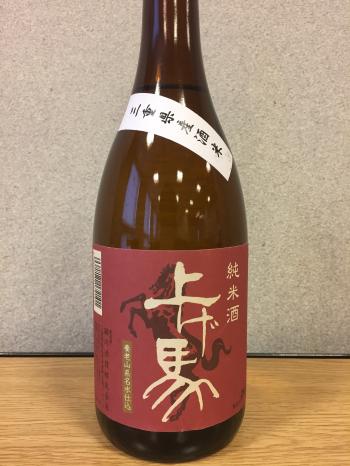 三重県産酒米
純米酒
上げ馬
養老山系名水仕込